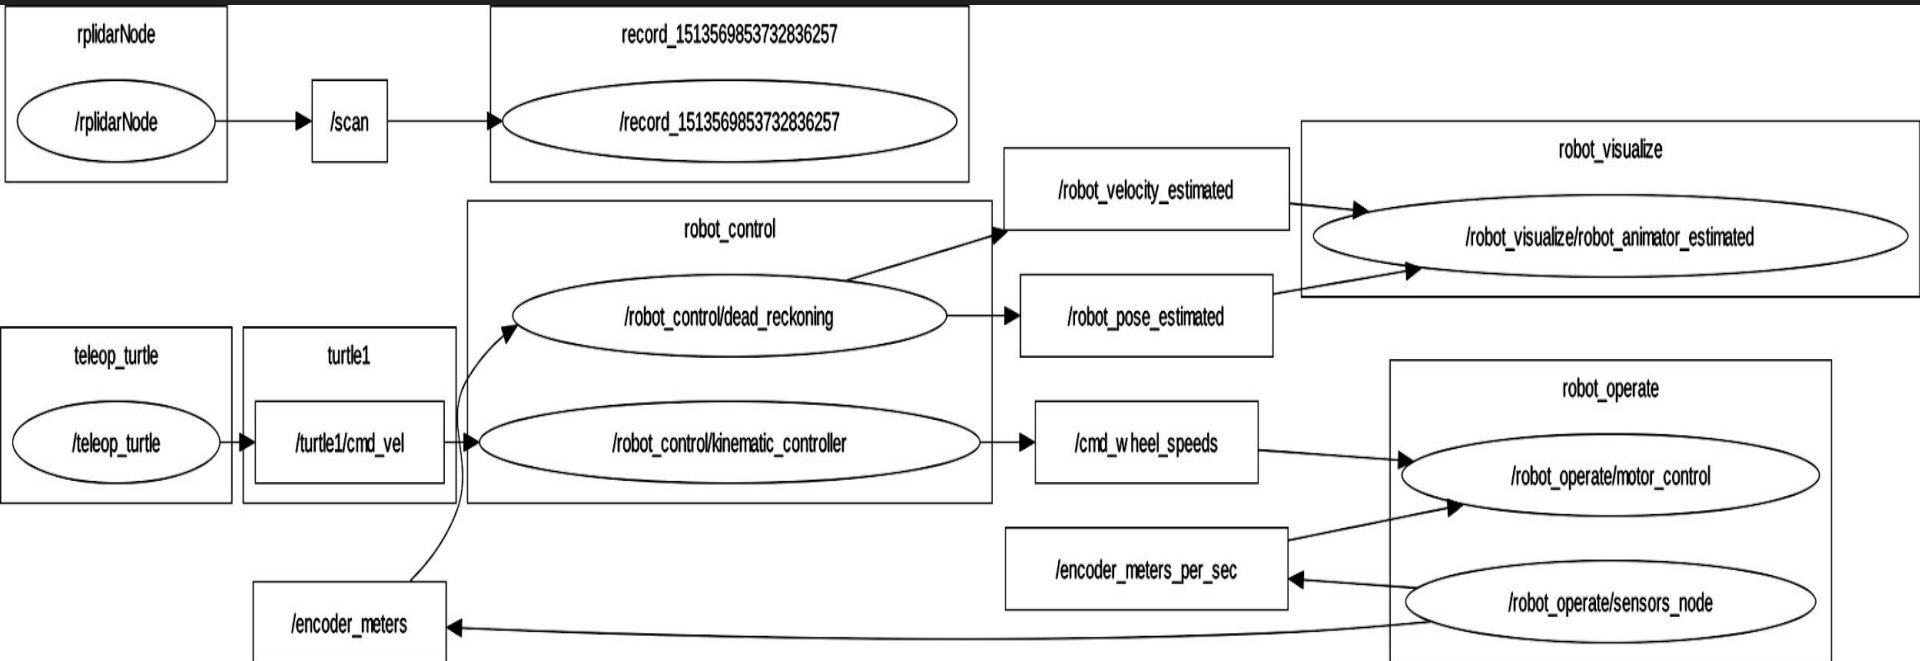 rplidarNode
/rplidarNode
/scan
record_1513569853732836257
/record_1513569853732836257
robot_control
/robot_control/dead_reckoning
/robot_control/kinematic_controller
/robot_velocity_estimated
/robot_pose_estimated
robot_visualize
/robot_visualize/robot_animator_estimated
teleop_turtle
/teleop_turtle
turtle1
/turtle1/cmd_vel
/cmd_wheel_speeds
robot_operate
/robot_operate/motor_control
/encoder_meters_per_sec
/robot_operate/sensors_node
/encoder_meters